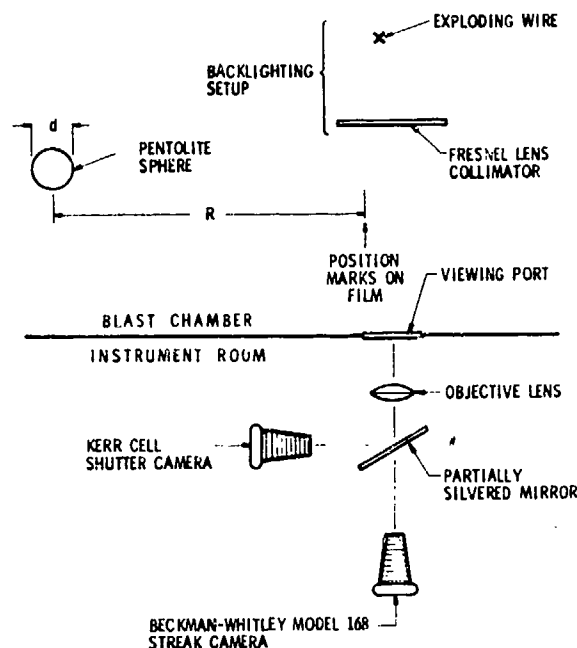 EXPLODING WIRE
BACKLIGHTING
SETUP
d
PENTOLITE
SPHERE
FRESNEL LENS
COLLIMATOR
R
POSITION
MARKS ON
FILM
VIEWING PORT
BLAST CHAMBER
INSTRUMENT ROOM
OBJECTIVE LENS
KERR CELL
SHUTTER CAMERA
PARTIALLY
SILVERED MIRROR
BECKMAN-WHITLEY MODEL 168
STREAK CAMERA